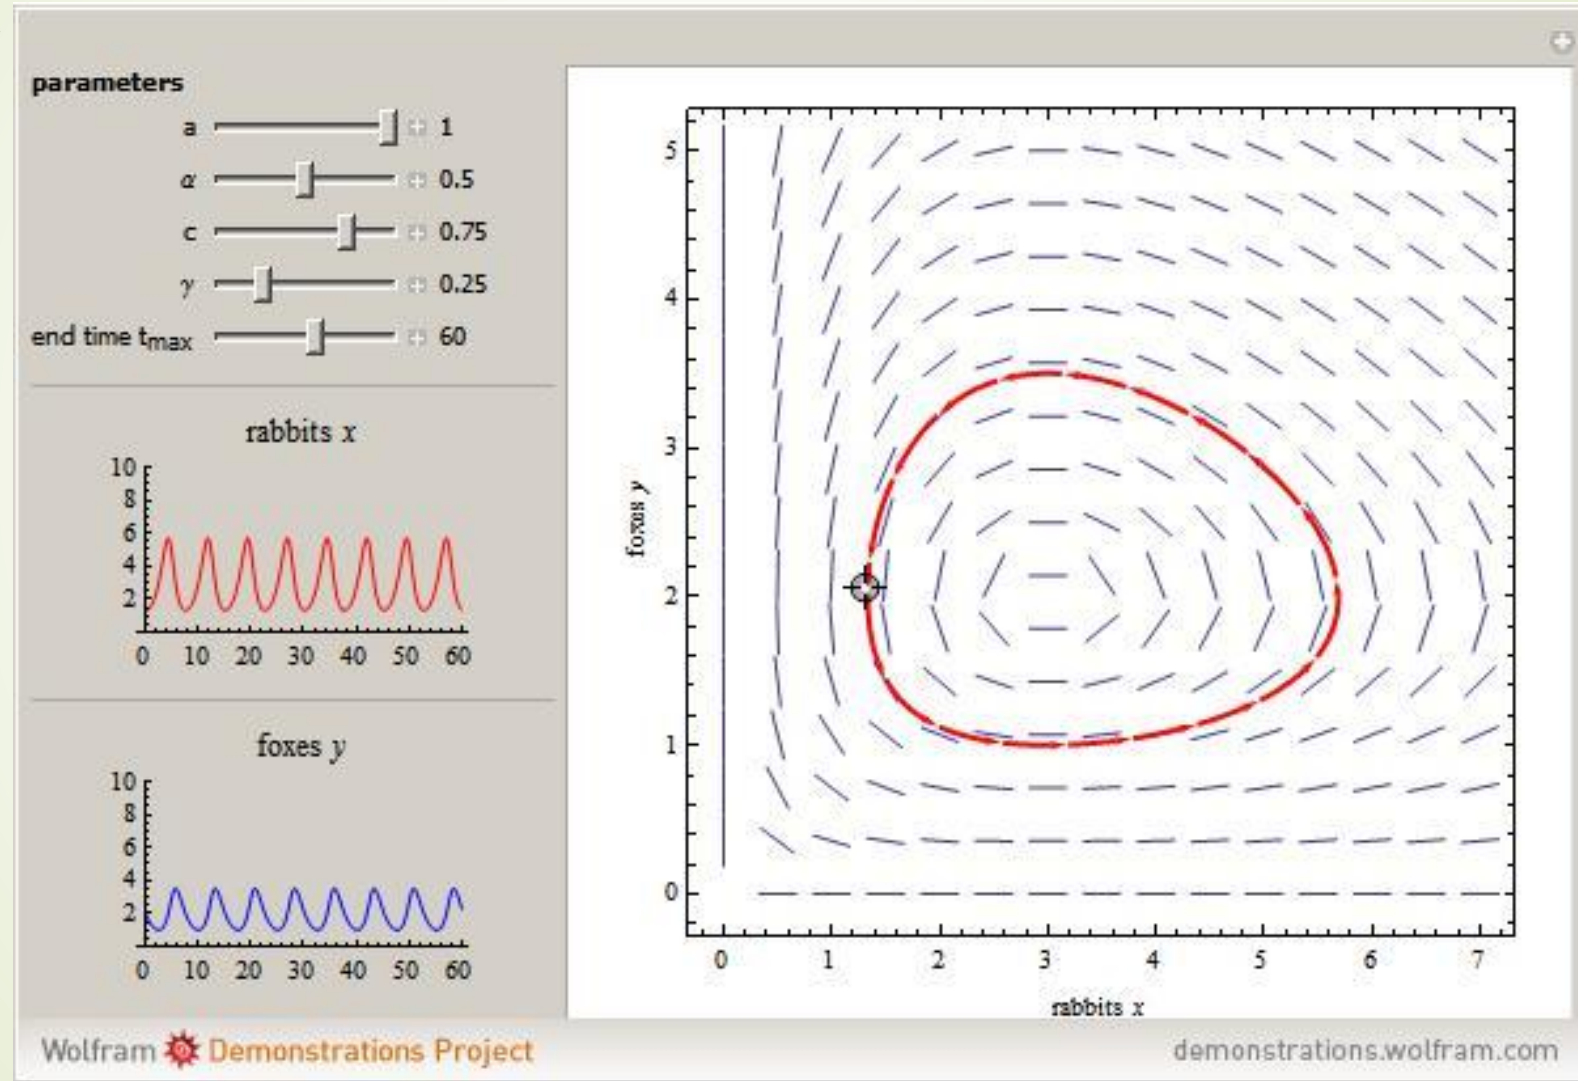 parameters
a 1
α 0.5
c 0.75
γ 0.25
end time tmax 60
rabbits x
10
8
6
4
2
0 10 20 30 40 50 60
foxes y
10
8
6
4
2
0 10 20 30 40 50 60
foxes y
5
4
3
2
1
0
0 1 2 3 4 5 6 7
rabbits x
Wolfram Demonstrations Project
demonstrations.wolfram.com